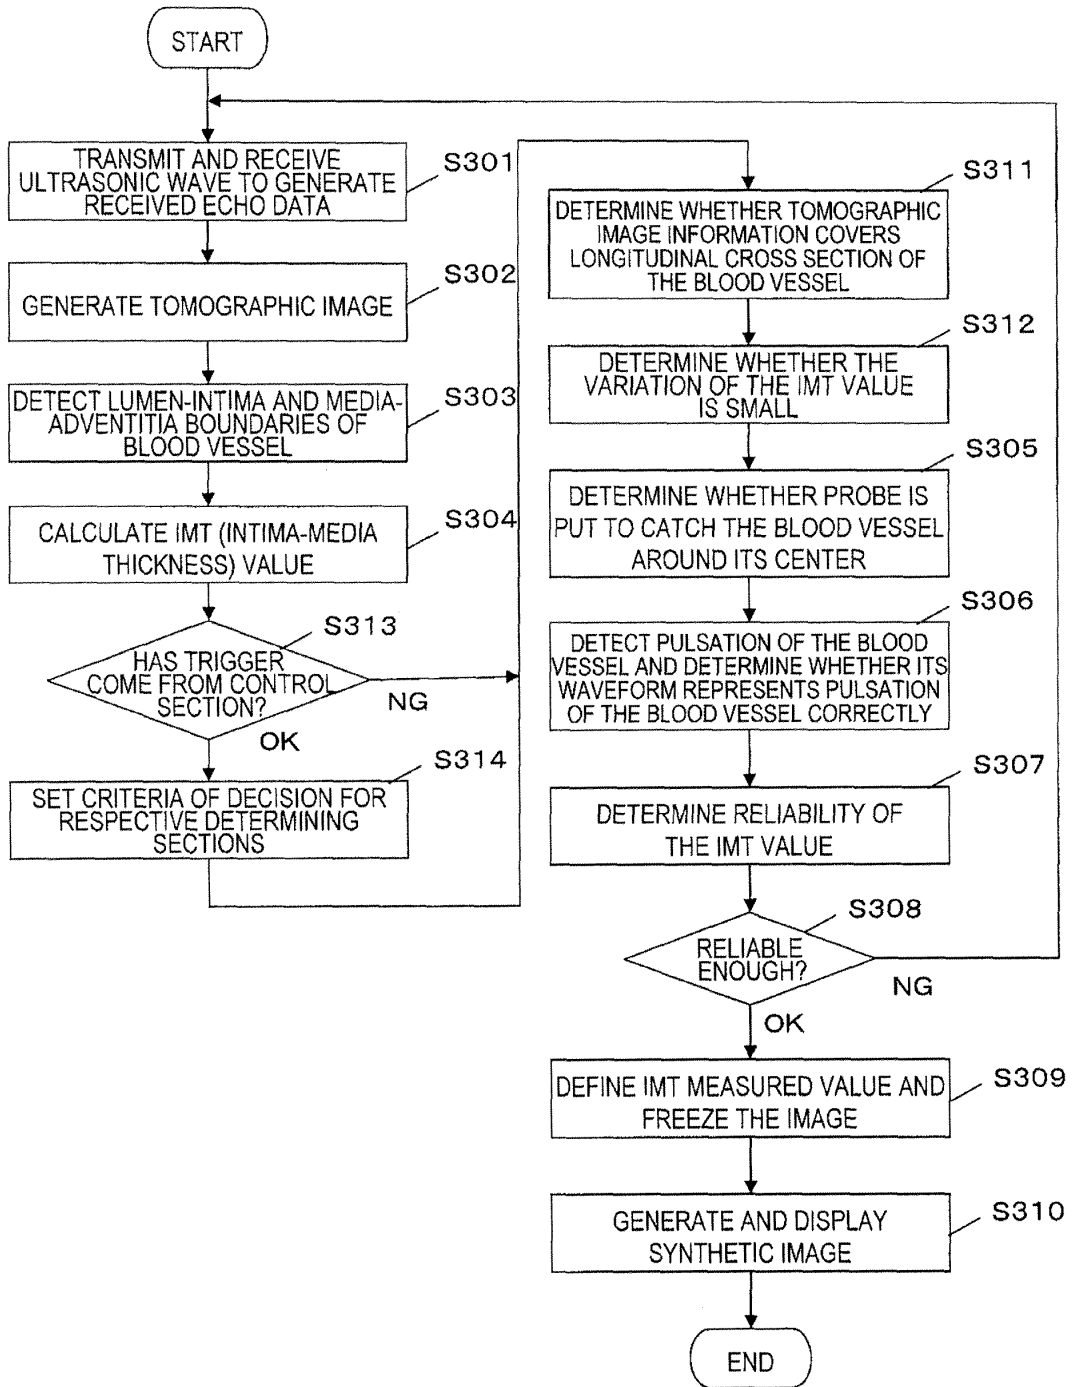 START
TRANSMIT AND RECEIVE
ULTRASONIC WAVE TO GENERATE
RECEIVED ECHO DATA
S301
GENERATE TOMOGRAPHIC IMAGE
S302
DETECT LUMEN-INTIMA AND MEDIA-
ADVENTITIA BOUNDARIES OF
BLOOD VESSEL
S303
CALCULATE IMT (INTIMA-MEDIA
THICKNESS) VALUE
S304
HAS TRIGGER
COME FROM CONTROL
SECTION?
S313
NG
OK
SET CRITERIA OF DECISION FOR
RESPECTIVE DETERMINING
SECTIONS
S314
DETERMINE WHETHER TOMOGRAPHIC
IMAGE INFORMATION COVERS
LONGITUDINAL CROSS SECTION OF
THE BLOOD VESSEL
S311
DETERMINE WHETHER THE
VARIATION OF THE IMT VALUE
IS SMALL
S312
DETERMINE WHETHER PROBE IS
PUT TO CATCH THE BLOOD VESSEL
AROUND ITS CENTER
S305
DETECT PULSATION OF THE BLOOD
VESSEL AND DETERMINE WHETHER ITS
WAVEFORM REPRESENTS PULSATION
OF THE BLOOD VESSEL CORRECTLY
S306
DETERMINE RELIABILITY OF
THE IMT VALUE
S307
RELIABLE
ENOUGH?
S308
NG
OK
DEFINE IMT MEASURED VALUE AND
FREEZE THE IMAGE
S309
GENERATE AND DISPLAY
SYNTHETIC IMAGE
S310
END